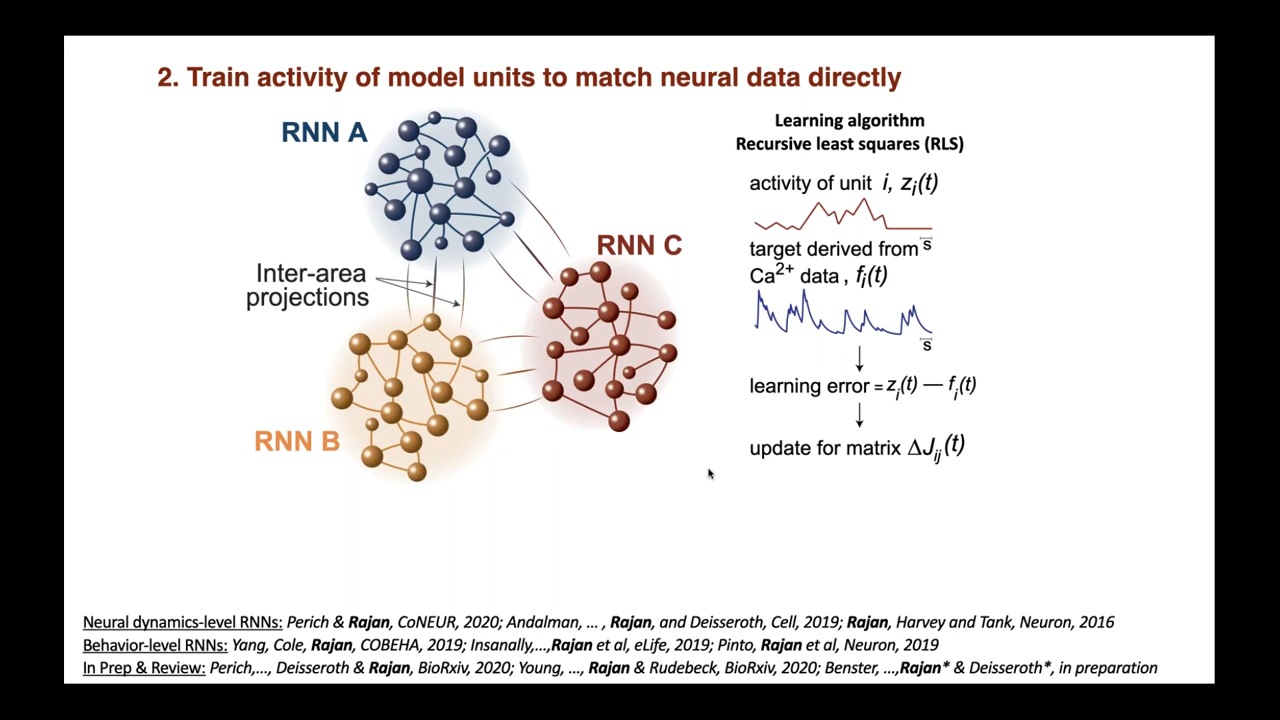 2. Train activity of model units to match neural data directly
RNN A
RNN C
Inter-area
projections
RNN B
Learning algorithm
Recursive least squares (RLS)
activity of unit i, zᵢ(t)
s
target derived from
Ca²⁺ data , fᵢ(t)
s
learning error = zᵢ(t) — fᵢ(t)
update for matrix ΔJᵢⱼ(t)
Neural dynamics-level RNNs: Perich & Rajan, CoNEUR, 2020; Andalman, ... , Rajan, and Deisseroth, Cell, 2019; Rajan, Harvey and Tank, Neuron, 2016
Behavior-level RNNs: Yang, Cole, Rajan, COBEHA, 2019; Insanally,...,Rajan et al, eLife, 2019; Pinto, Rajan et al, Neuron, 2019
In Prep & Review: Perich,..., Deisseroth & Rajan, BioRxiv, 2020; Young, ..., Rajan & Rudebeck, BioRxiv, 2020; Benster, ...,Rajan* & Deisseroth*, in preparation